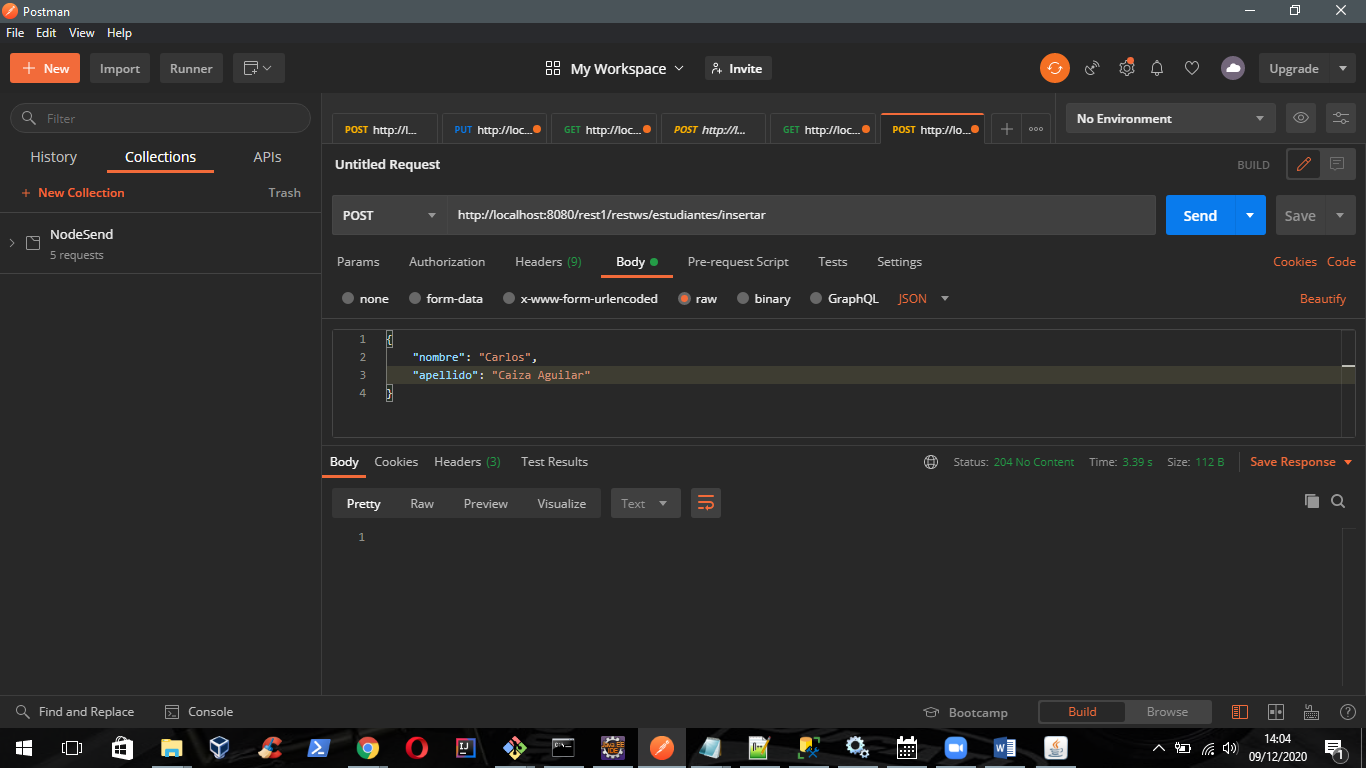 Postman
File Edit View Help
New Import Runner My Workspace Invite Upgrade
Filter
History Collections APIs
New Collection Trash
NodeSend
5 requests
POST http://l... PUT http://loc... GET http://loc... POST http://l... GET http://loc... POST http://lo... No Environment
Untitled Request BUILD
POST http://localhost:8080/rest1/restws/estudiantes/insertar Send Save
Params Authorization Headers (9) Body Pre-request Script Tests Settings Cookies Code
none form-data x-www-form-urlencoded raw binary GraphQL JSON Beautify
1 {
2 "nombre": "Carlos",
3 "apellido": "Caiza Aguilar"
4 }
Body Cookies Headers (3) Test Results Status: 204 No Content Time: 3.39 s Size: 112 B Save Response
Pretty Raw Preview Visualize Text
1
Find and Replace Console Bootcamp Build Browse
14:04
09/12/2020
1